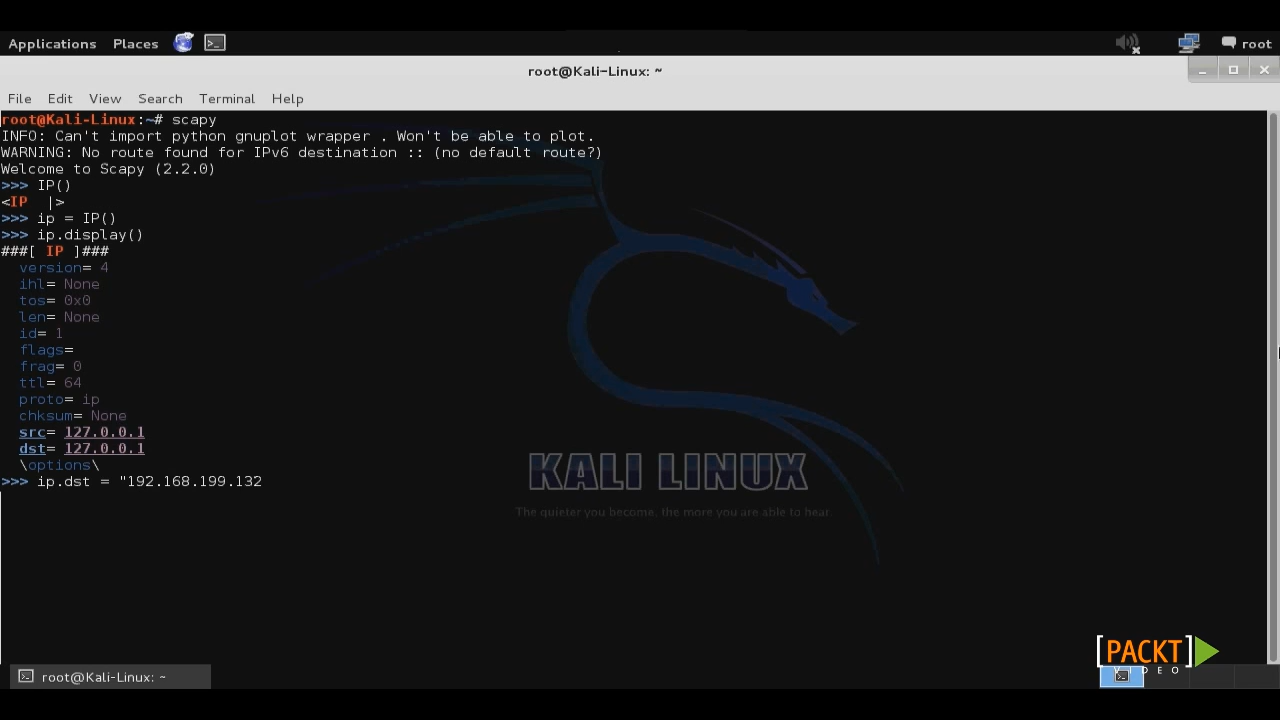 Applications Places root
root@Kali-Linux: ~
File Edit View Search Terminal Help
root@Kali-Linux:~# scapy
INFO: Can't import python gnuplot wrapper . Won't be able to plot.
WARNING: No route found for IPv6 destination :: (no default route?)
Welcome to Scapy (2.2.0)
>>> IP()
<IP  |>
>>> ip = IP()
>>> ip.display()
###[ IP ]###
  version= 4
  ihl= None
  tos= 0x0
  len= None
  id= 1
  flags=
  frag= 0
  ttl= 64
  proto= ip
  chksum= None
  src= 127.0.0.1
  dst= 127.0.0.1
  \options\
>>> ip.dst = "192.168.199.132
KALI LINUX
The quieter you become, the more you are able to hear.
[PACKT]
VIDEO
root@Kali-Linux: ~